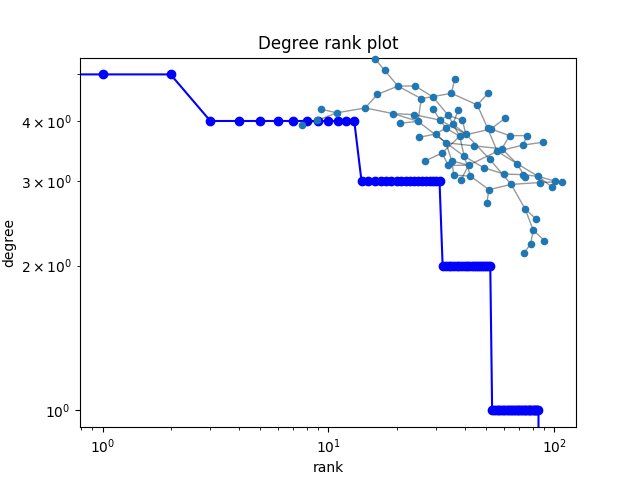 Degree rank plot
degree
4 × 10⁰
3 × 10⁰
2 × 10⁰
10⁰
10⁰ 10¹ 10²
rank